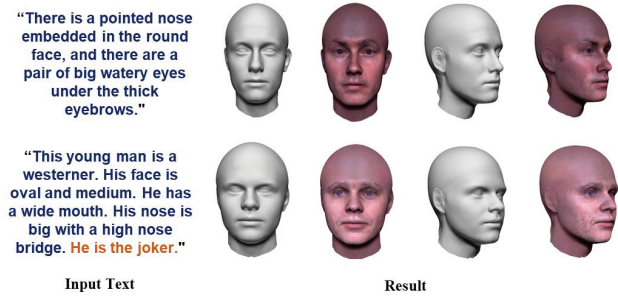 “There is a pointed nose
embedded in the round
face, and there are a
pair of big watery eyes
under the thick
eyebrows."
“This young man is a
westerner. His face is
oval and medium. He has
a wide mouth. His nose is
big with a high nose
bridge. He is the joker."
Input Text
Result